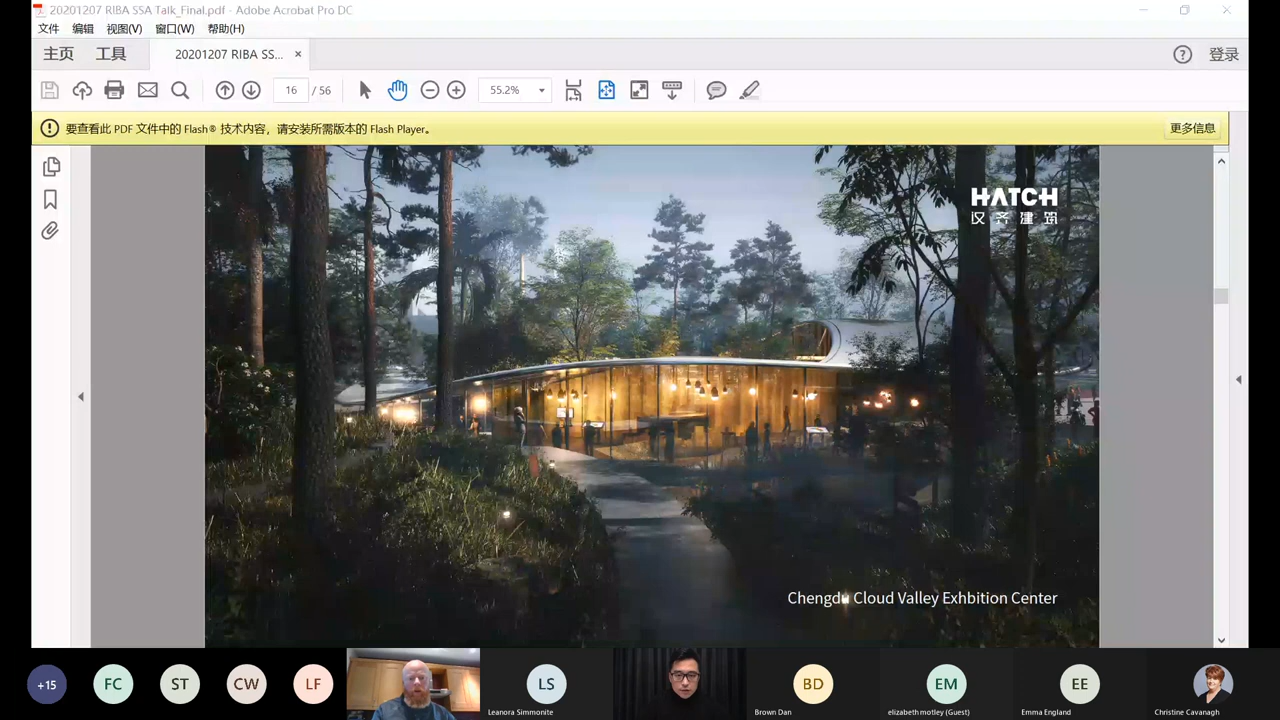 20201207 RIBA SSA Talk_Final.pdf - Adobe Acrobat Pro DC
文件 编辑 视图(V) 窗口(W) 帮助(H)
主页 工具 20201207 RIBA SS... × 登录
16 / 56 55.2%
要查看此 PDF 文件中的 Flash® 技术内容，请安装所需版本的 Flash Player。 更多信息
HATCH
汉齐建筑
Chengdu Cloud Valley Exhbition Center
+15 FC ST CW LF LS BD EM EE
Leanora Simmonite Brown Dan elizabeth motley (Guest) Emma England Christine Cavanagh